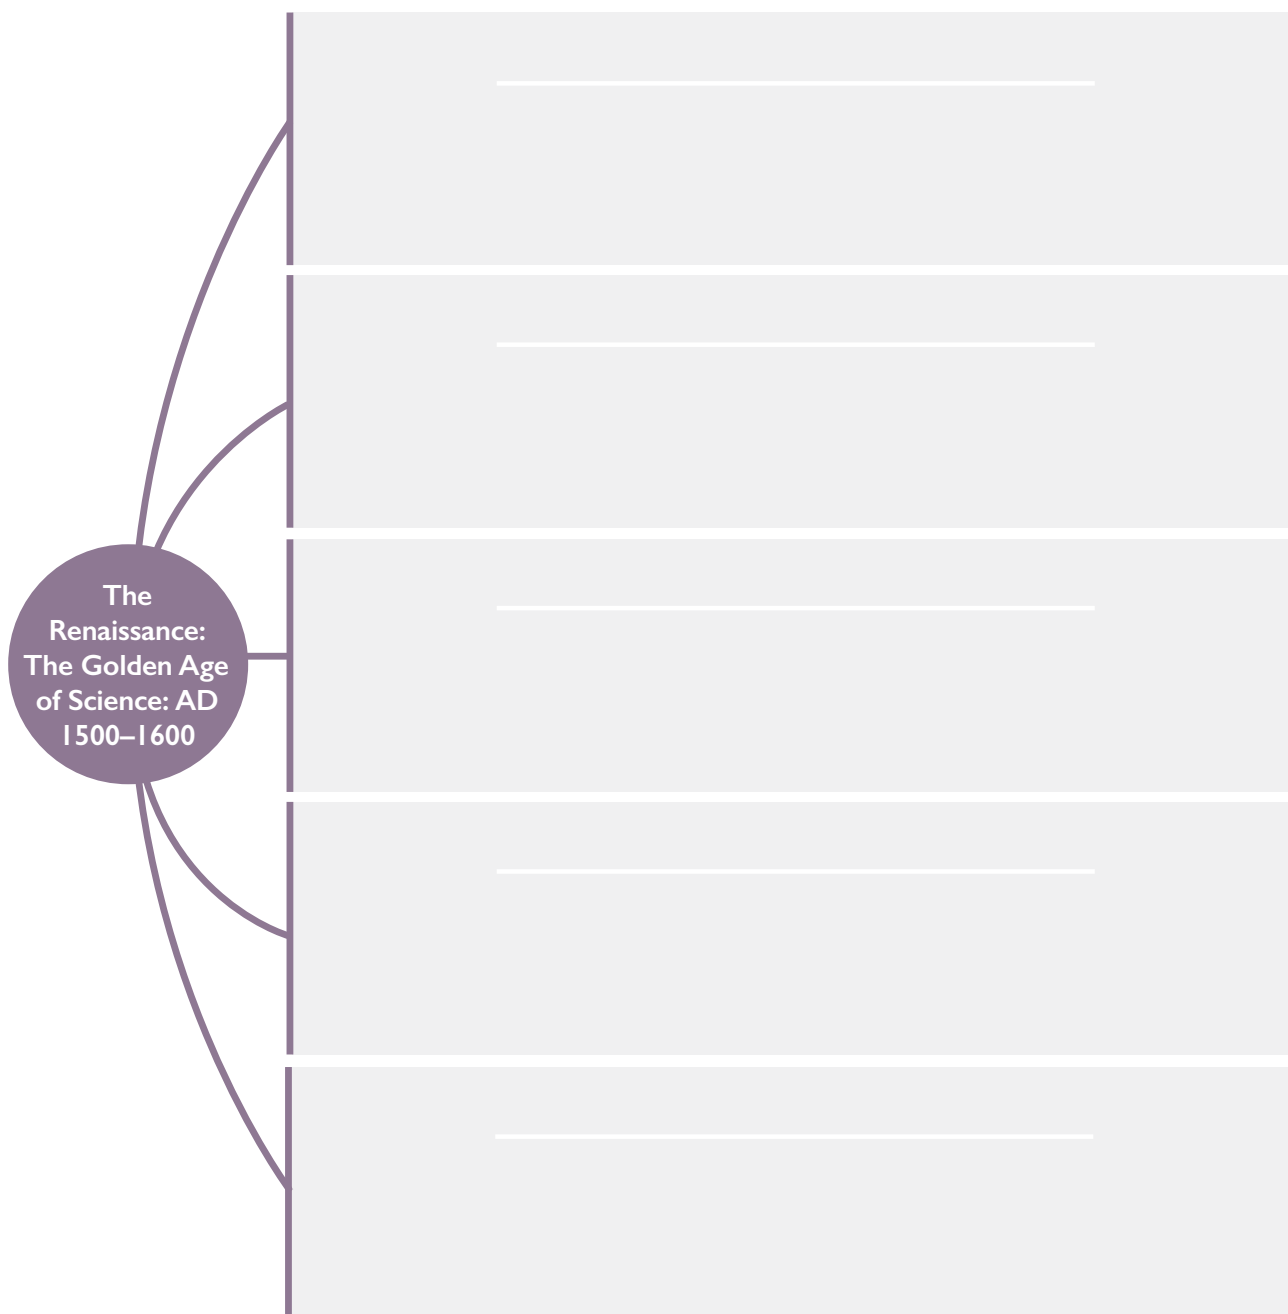 The
Renaissance:
The Golden Age
of Science: AD
1500–1600